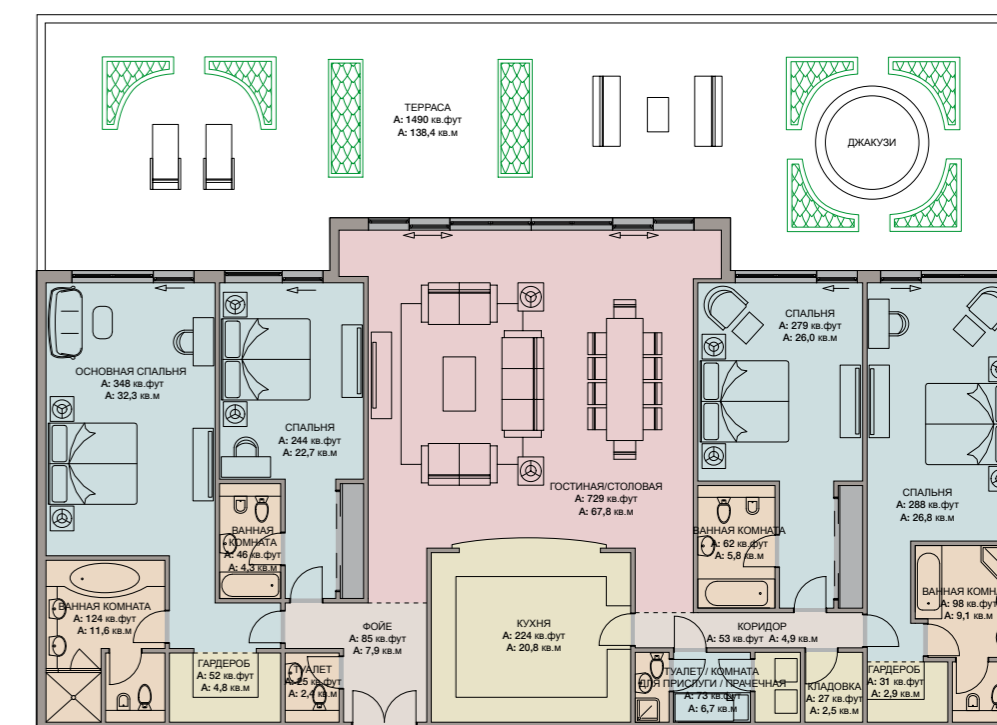 ТЕРРАСА
A: 1490 кв.фут
A: 138,4 кв.м
ДЖАКУЗИ
ОСНОВНАЯ СПАЛЬНЯ
A: 348 кв.фут
A: 32,3 кв.м
СПАЛЬНЯ
A: 244 кв.фут
A: 22,7 кв.м
ГОСТИНАЯ/СТОЛОВАЯ
A: 729 кв.фут
A: 67,8 кв.м
СПАЛЬНЯ
A: 279 кв.фут
A: 26,0 кв.м
СПАЛЬНЯ
A: 288 кв.фут
A: 26,8 кв.м
ВАННАЯ
КОМНАТА
A: 46 кв.фут
A: 4,3 кв.м
ВАННАЯ КОМНАТА
A: 62 кв.фут
A: 5,8 кв.м
ВАННАЯ КОМНАТА
A: 124 кв.фут
A: 11,6 кв.м
ФОЙЕ
A: 85 кв.фут
A: 7,9 кв.м
КУХНЯ
A: 224 кв.фут
A: 20,8 кв.м
КОРИДОР
A: 53 кв.фут A: 4,9 кв.м
ВАННАЯ КОМН
A: 98 кв.фут
A: 9,1 кв.м
ГАРДЕРОБ
A: 52 кв.фут
A: 4,8 кв.м
ТУАЛЕТ
A: 25 кв.фут
A: 2,4 кв.м
ТУАЛЕТ / КОМНАТА
ДЛЯ ПРИСЛУГИ / ПРАЧЕЧНАЯ
A: 73 кв.фут
A: 6,7 кв.м
КЛАДОВКА
A: 27 кв.фут
A: 2,5 кв.м
ГАРДЕРОБ
A: 31 кв.фут
A: 2,9 кв.м